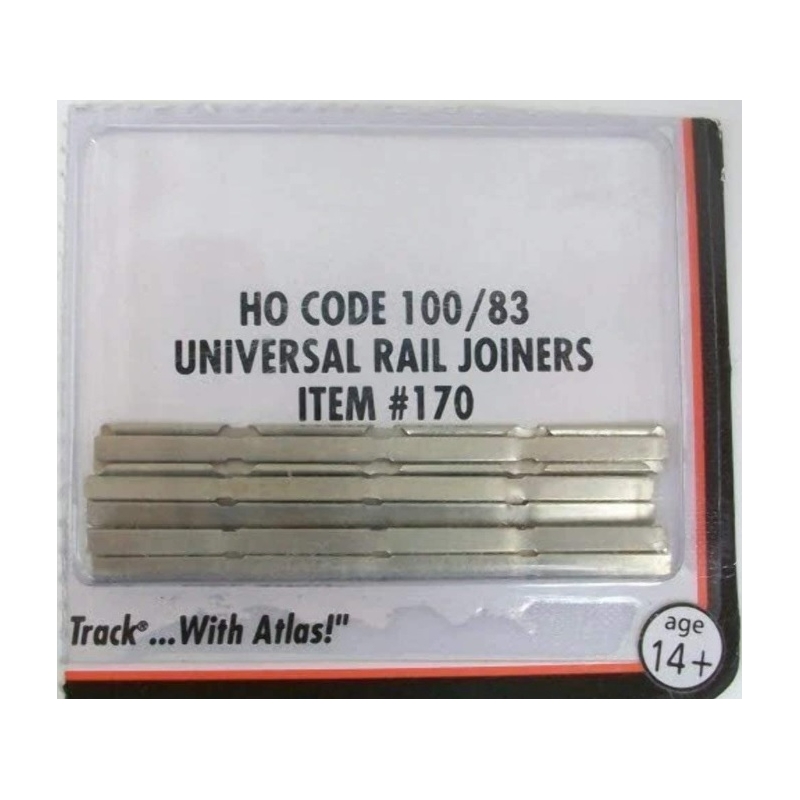 HO CODE 100/83
UNiVERSAL RAIL JOINERS
ITEM #170
Track®...With Atlas!"
age
14+